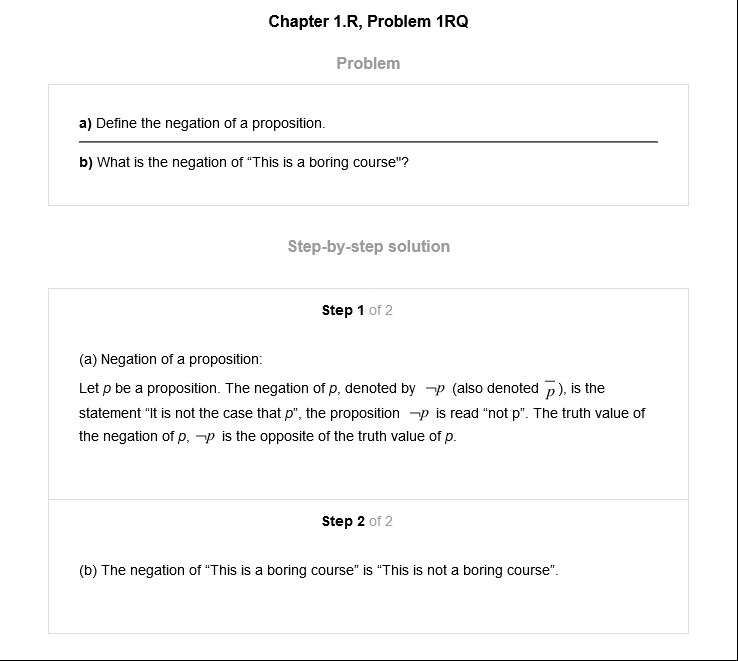 Chapter 1.R, Problem 1RQ
Problem
a) Define the negation of a proposition.
b) What is the negation of “This is a boring course"?
Step-by-step solution
Step 1 of 2
(a) Negation of a proposition:
Let p be a proposition. The negation of p, denoted by ¬p (also denoted p̅ ), is the
statement “It is not the case that p”, the proposition ¬p is read “not p”. The truth value of
the negation of p, ¬p is the opposite of the truth value of p.
Step 2 of 2
(b) The negation of “This is a boring course” is “This is not a boring course”.